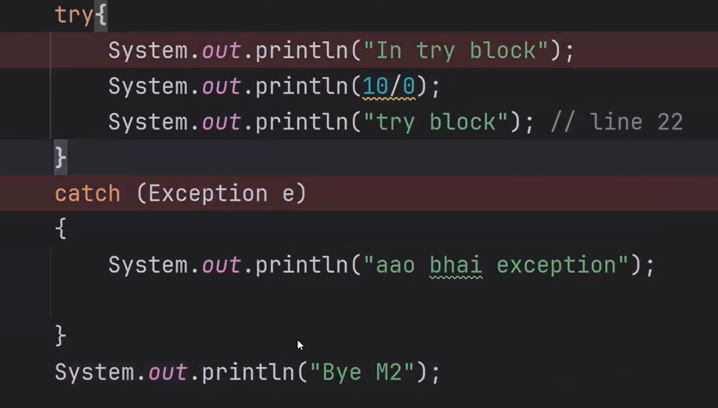 try{
System.out.println("In try block");
System.out.println(10/0);
System.out.println("try block"); // line 22
}
catch (Exception e)
{
System.out.println("aao bhai exception");
}
System.out.println("Bye M2");